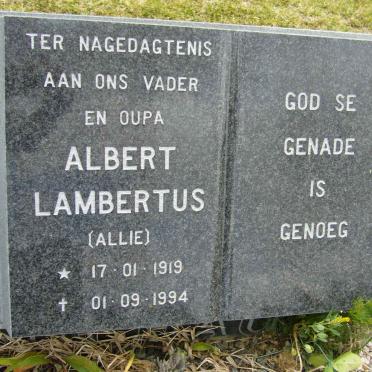 TER NAGEDAGTENIS
AAN ONS VADER
EN OUPA
ALBERT
LAMBERTUS
(ALLIE)
★ 17·01·1919
† 01·09·1994
GOD SE
GENADE
IS
GENOEG